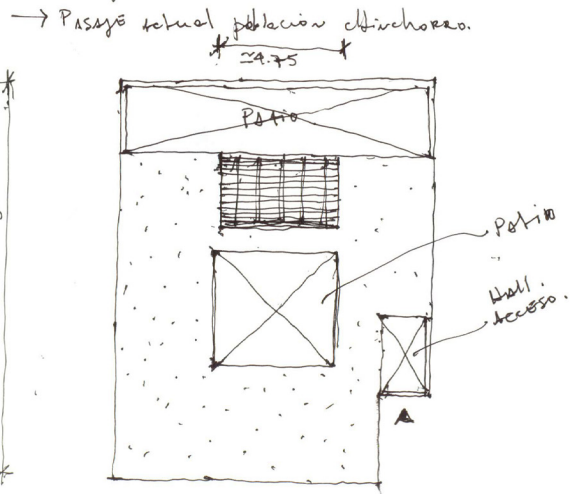 → Pasaje actual población Chinchorro.
≃4.75
Patio
Patio
Hall.
Acceso.